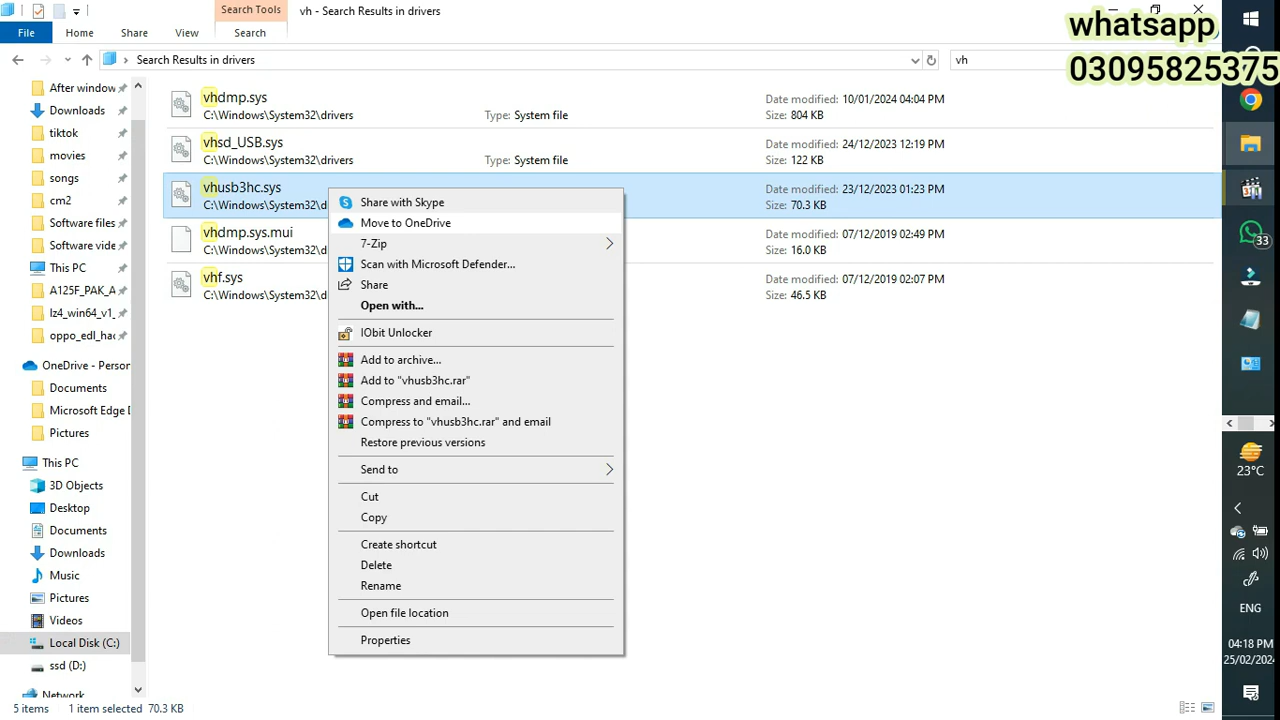 Search Tools
vh - Search Results in drivers
whatsapp
03095825375
File
Home
Share
View
Search
Search Results in drivers
vh
After window
Downloads
tiktok
movies
songs
cm2
Software files
Software vide
This PC
A125F_PAK_A
lz4_win64_v1_
oppo_edl_hac
OneDrive - Person
Documents
Microsoft Edge D
Pictures
This PC
3D Objects
Desktop
Documents
Downloads
Music
Pictures
Videos
Local Disk (C:)
ssd (D:)
Network
vhdmp.sys
C:\Windows\System32\drivers
Type: System file
Date modified: 10/01/2024 04:04 PM
Size: 804 KB
vhsd_USB.sys
C:\Windows\System32\drivers
Type: System file
Date modified: 24/12/2023 12:19 PM
Size: 122 KB
vhusb3hc.sys
C:\Windows\System32\d
Date modified: 23/12/2023 01:23 PM
Size: 70.3 KB
vhdmp.sys.mui
C:\Windows\System32\d
Date modified: 07/12/2019 02:49 PM
Size: 16.0 KB
vhf.sys
C:\Windows\System32\d
Date modified: 07/12/2019 02:07 PM
Size: 46.5 KB
Share with Skype
Move to OneDrive
7-Zip
Scan with Microsoft Defender...
Share
Open with...
IObit Unlocker
Add to archive...
Add to "vhusb3hc.rar"
Compress and email...
Compress to "vhusb3hc.rar" and email
Restore previous versions
Send to
Cut
Copy
Create shortcut
Delete
Rename
Open file location
Properties
33
23°C
ENG
04:18 PM
25/02/2024
5 items
1 item selected 70.3 KB